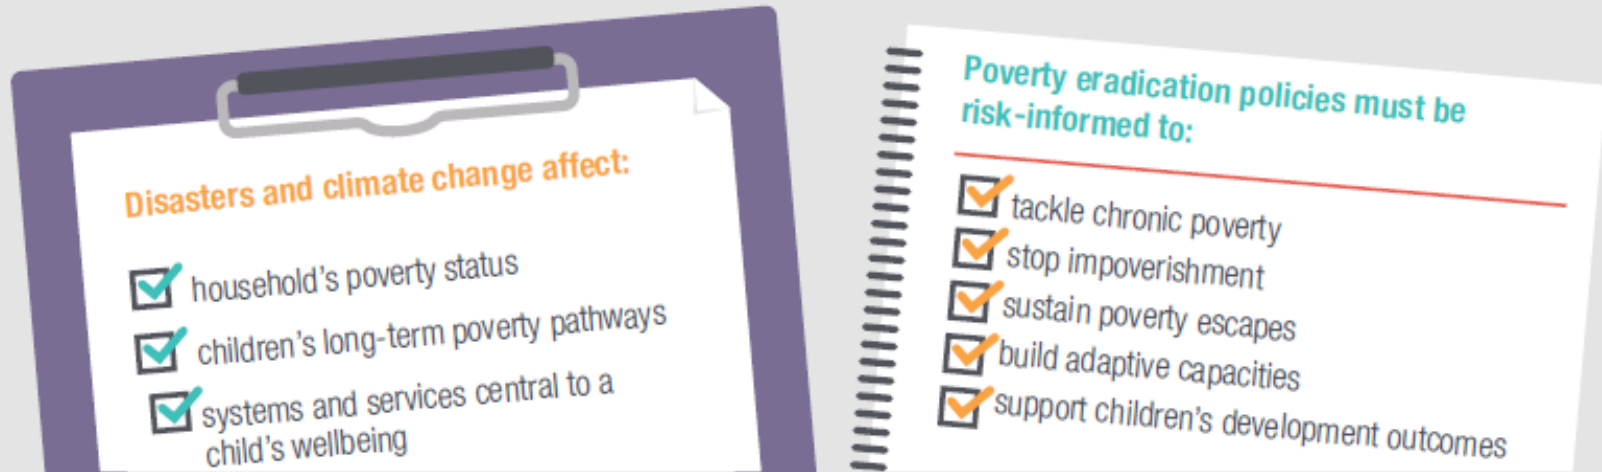 Disasters and climate change affect:
household's poverty status
children's long-term poverty pathways
systems and services central to a
child's wellbeing
Poverty eradication policies must be
risk-informed to:
tackle chronic poverty
stop impoverishment
sustain poverty escapes
build adaptive capacities
support children's development outcomes